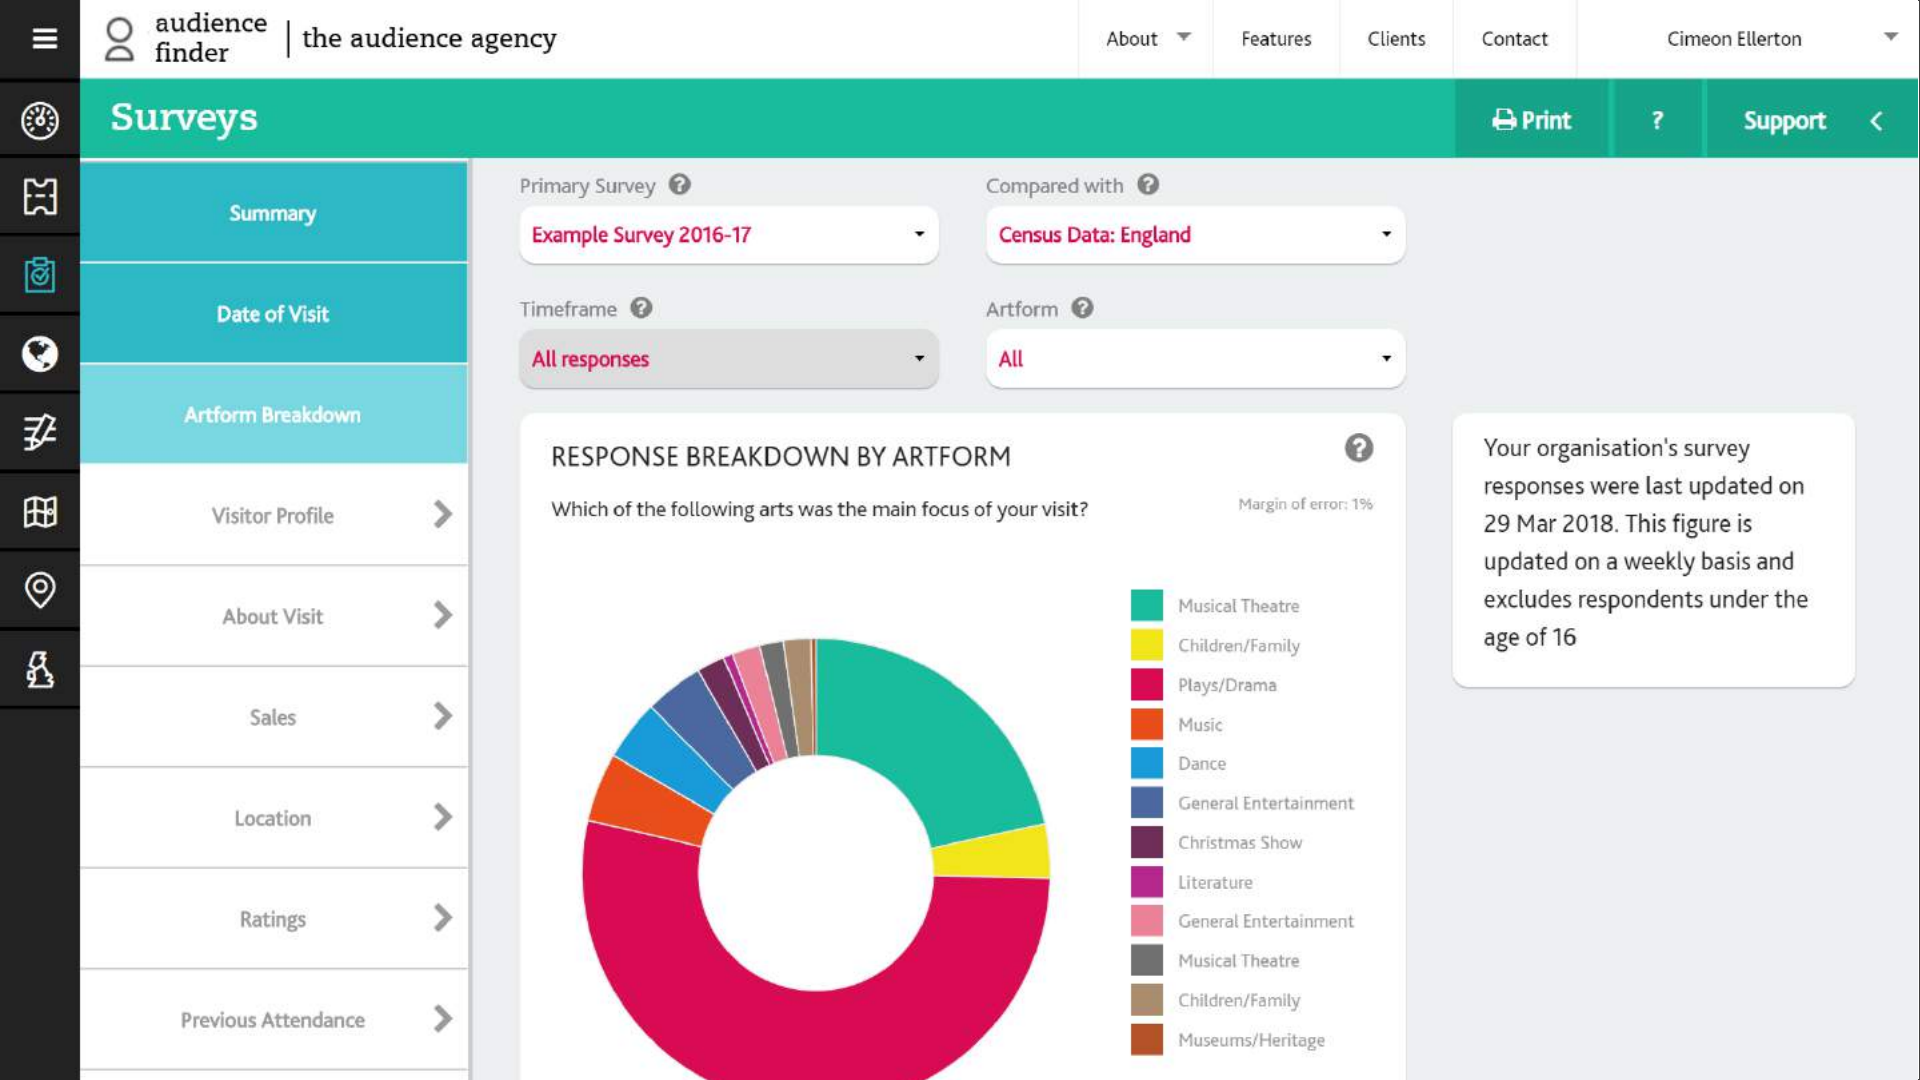 audience
finder
the audience agency
About
Features
Clients
Contact
Cimeon Ellerton
Surveys
Print
?
Support
Summary
Date of Visit
Artform Breakdown
Visitor Profile
About Visit
Sales
Location
Ratings
Previous Attendance
Primary Survey ?
Example Survey 2016-17
Compared with ?
Census Data: England
Timeframe ?
All responses
Artform ?
All
RESPONSE BREAKDOWN BY ARTFORM
?
Which of the following arts was the main focus of your visit?
Margin of error: 1%
Musical Theatre
Children/Family
Plays/Drama
Music
Dance
General Entertainment
Christmas Show
Literature
General Entertainment
Musical Theatre
Children/Family
Museums/Heritage
Your organisation's survey
responses were last updated on
29 Mar 2018. This figure is
updated on a weekly basis and
excludes respondents under the
age of 16